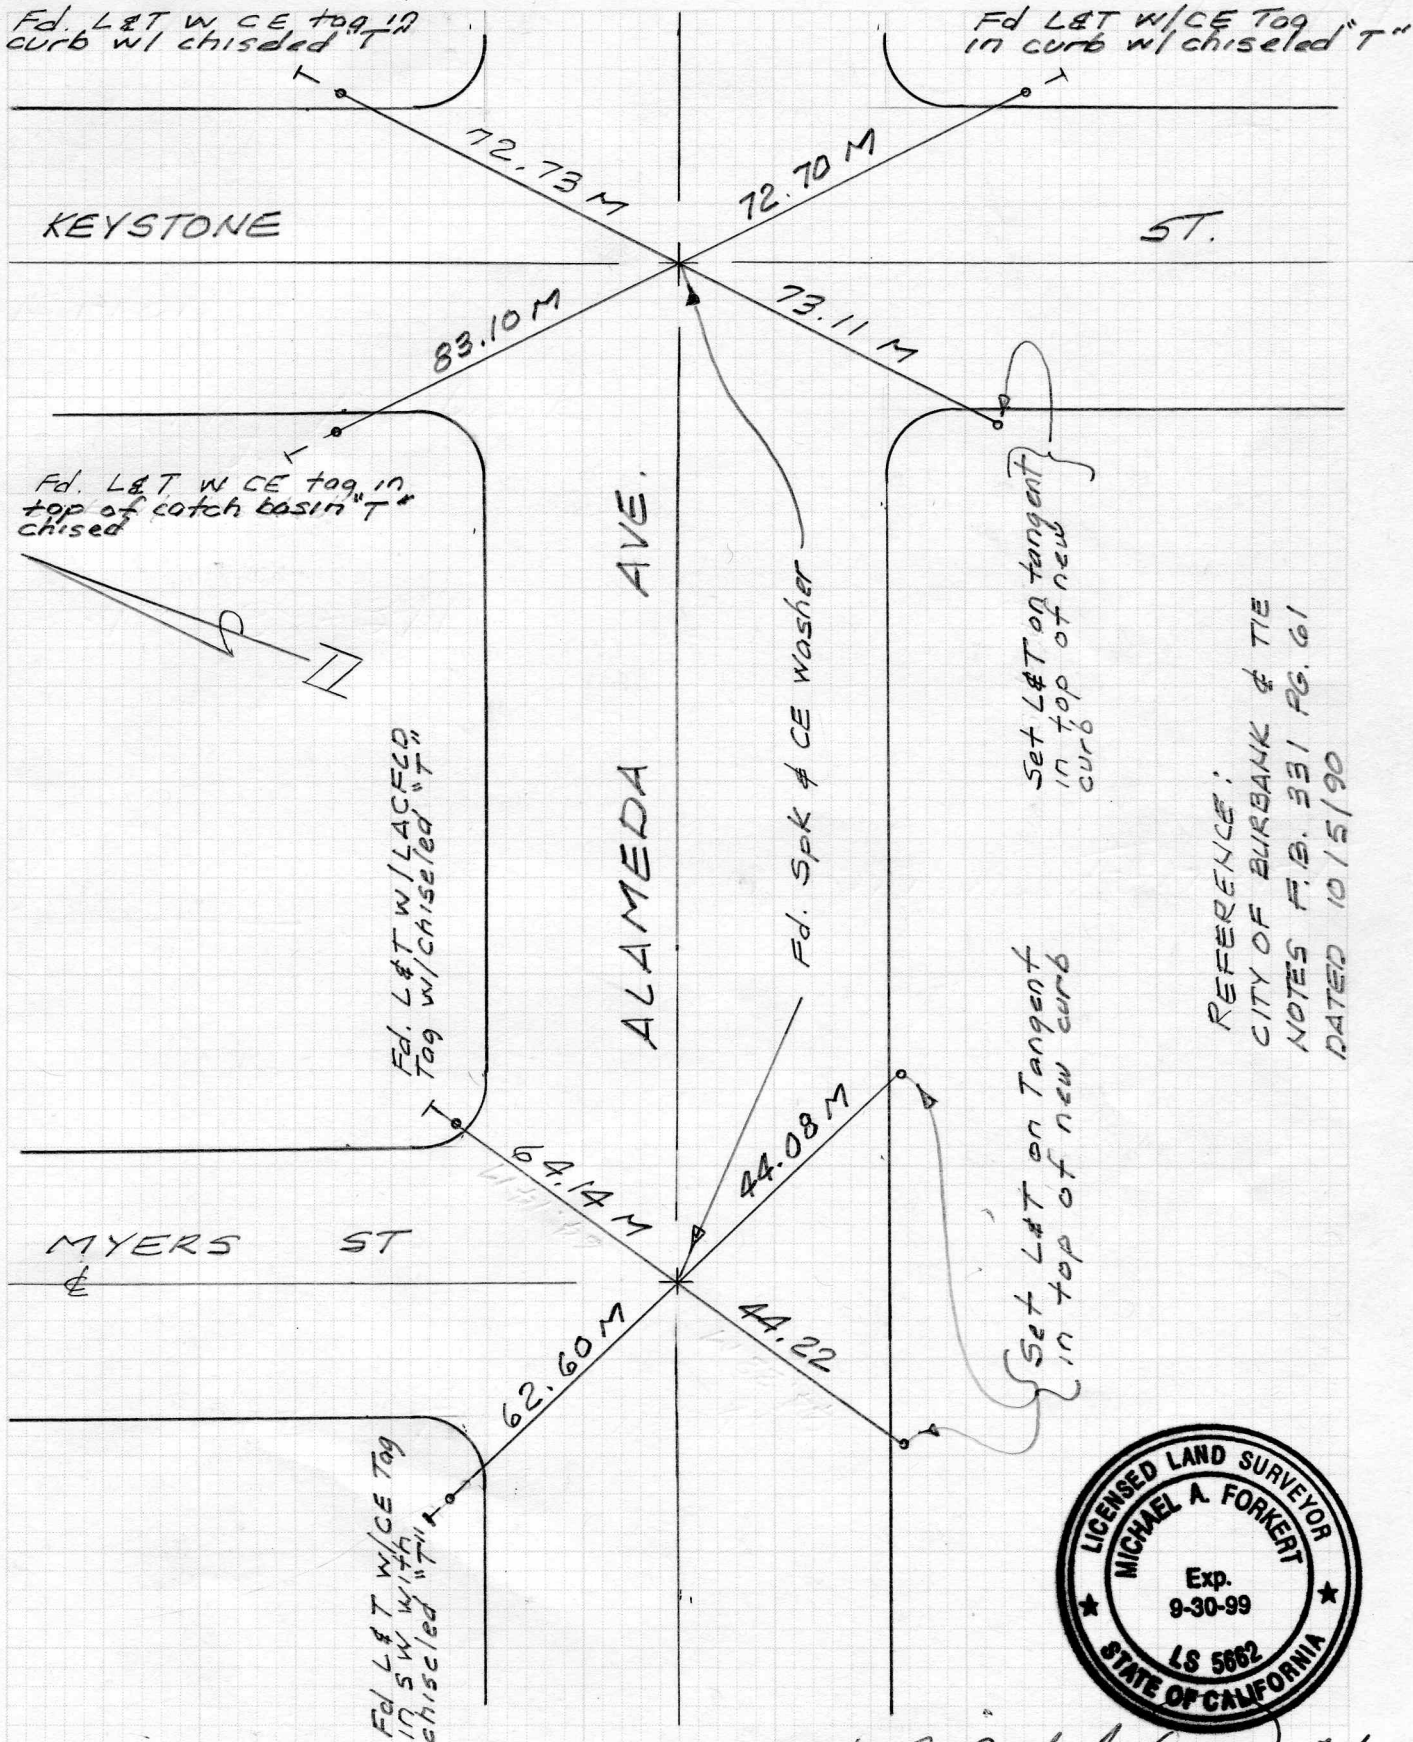 Fd. L&T W CE tag in
curb w/ chiseled "T"
Fd L&T W/CE Tag
in curb w/ chiseled "T"
72.73 M
72.70 M
KEYSTONE ST.
83.10 M
73.11 M
Fd. L&T W CE tag in
top of catch basin "T"
chised
ALAMEDA AVE.
Fd. Spk & CE Washer
Set L&T on tangent
in top of new
curb
REFERENCE:
CITY OF BURBANK ₵ TIE
NOTES F.B. 331 PG. 61
DATED 10/5/90
Fd. L&T W/LACFCD
Tag w/chiseled "T"
64.14 M
44.08 M
Set L&T on Tangent
in top of new curb
MYERS ST
₵
62.60 M
44.22
Fd L&T W/CE Tag
in SW with
chiseled "T"
LICENSED LAND SURVEYOR
MICHAEL A. FORKERT
Exp.
9-30-99
LS 5662
STATE OF CALIFORNIA